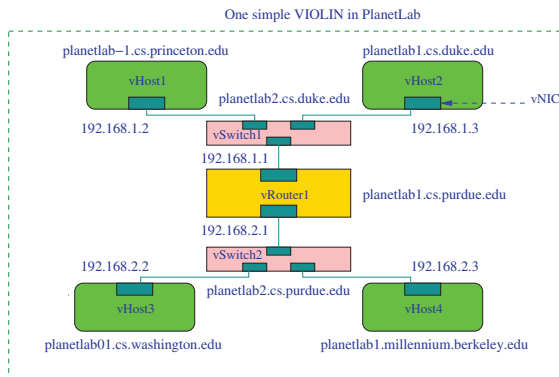 One simple VIOLIN in PlanetLab
planetlab-1.cs.princeton.edu
planetlab1.cs.duke.edu
vHost1
vHost2
planetlab2.cs.duke.edu
vNIC
192.168.1.2
192.168.1.3
vSwitch1
192.168.1.1
vRouter1
planetlab1.cs.purdue.edu
192.168.2.1
vSwitch2
192.168.2.2
192.168.2.3
planetlab2.cs.purdue.edu
vHost3
vHost4
planetlab01.cs.washington.edu
planetlab1.millennium.berkeley.edu